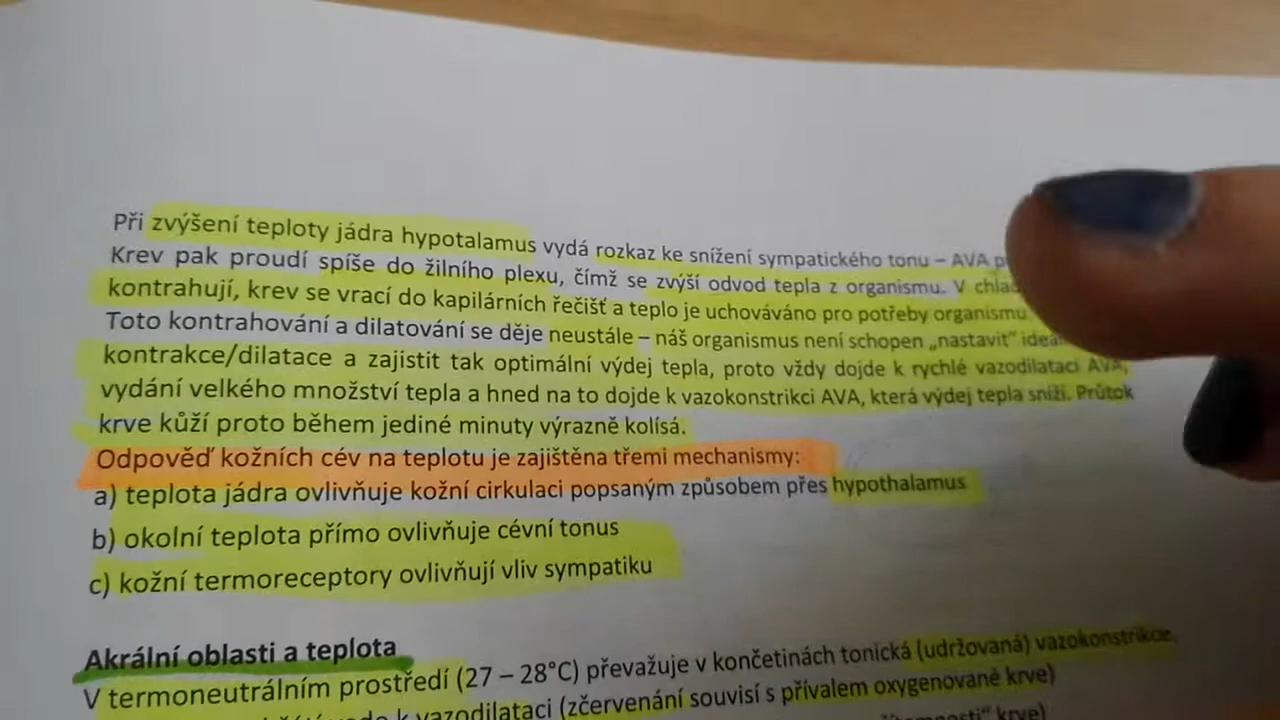 Při zvýšení teploty jádra hypotalamus vydá rozkaz ke snížení sympatického tonu – AVA
Krev pak proudí spíše do žilního plexu, čímž se zvýší odvod tepla z organismu. V
kontrahují, krev se vrací do kapilárních řečišť a teplo je uchováváno pro potřeby organismu
Toto kontrahování a dilatování se děje neustále – náš organismus není schopen „nastavit“
kontrakce/dilatace a zajistit tak optimální výdej tepla, proto vždy dojde k rychlé vazodilataci AVA,
vydání velkého množství tepla a hned na to dojde k vazokonstrikci AVA, která výdej tepla sníží. Průtok
krve kůží proto během jediné minuty výrazně kolísá.
Odpověď kožních cév na teplotu je zajištěna třemi mechanismy:
a) teplota jádra ovlivňuje kožní cirkulaci popsaným způsobem přes hypothalamus
b) okolní teplota přímo ovlivňuje cévní tonus
c) kožní termoreceptory ovlivňují vliv sympatiku
Akrální oblasti a teplota
V termoneutrálním prostředí (27 – 28°C) převažuje v končetinách tonická (udržovaná) vazokonstrikce.
k vazodilataci (zčervenání souvisí s přívalem oxygenované krve)
krve)